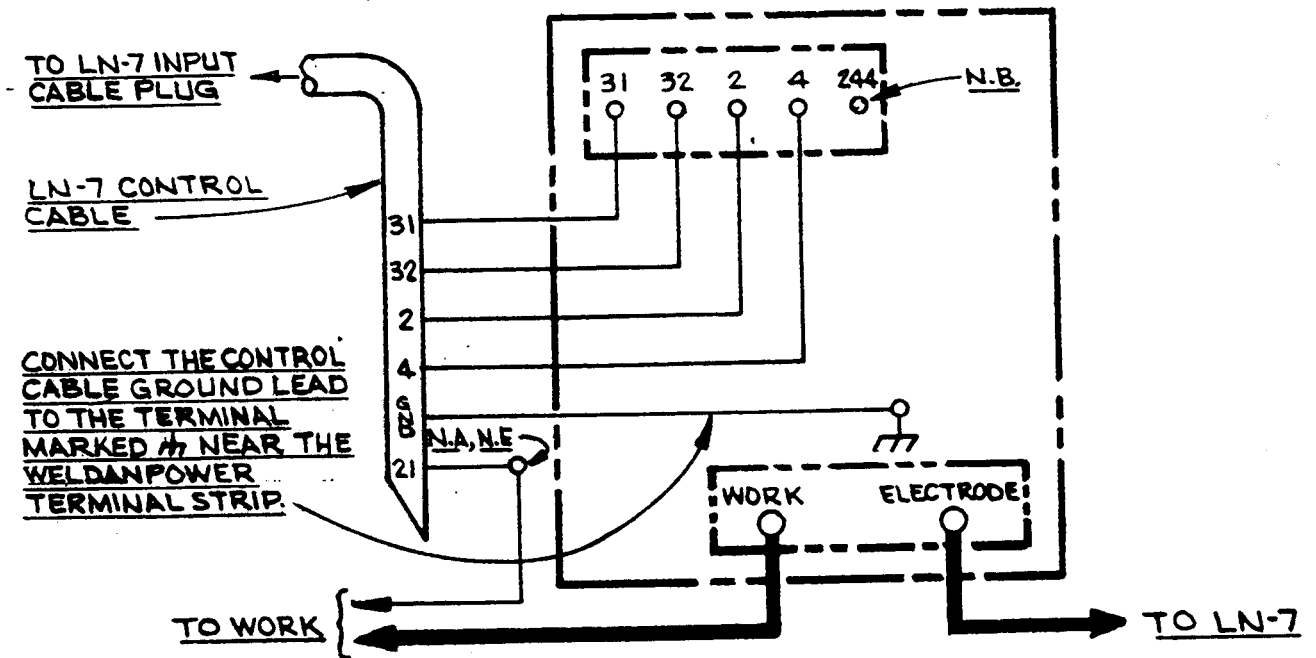 TO LN-7 INPUT
CABLE PLUG
31 32 2 4 244
N.B.
LN-7 CONTROL
CABLE
31
32
2
4
GND
21
N.A, N.E
CONNECT THE CONTROL
CABLE GROUND LEAD
TO THE TERMINAL
MARKED NEAR THE
WELDANPOWER
TERMINAL STRIP.
WORK ELECTRODE
TO WORK
TO LN-7